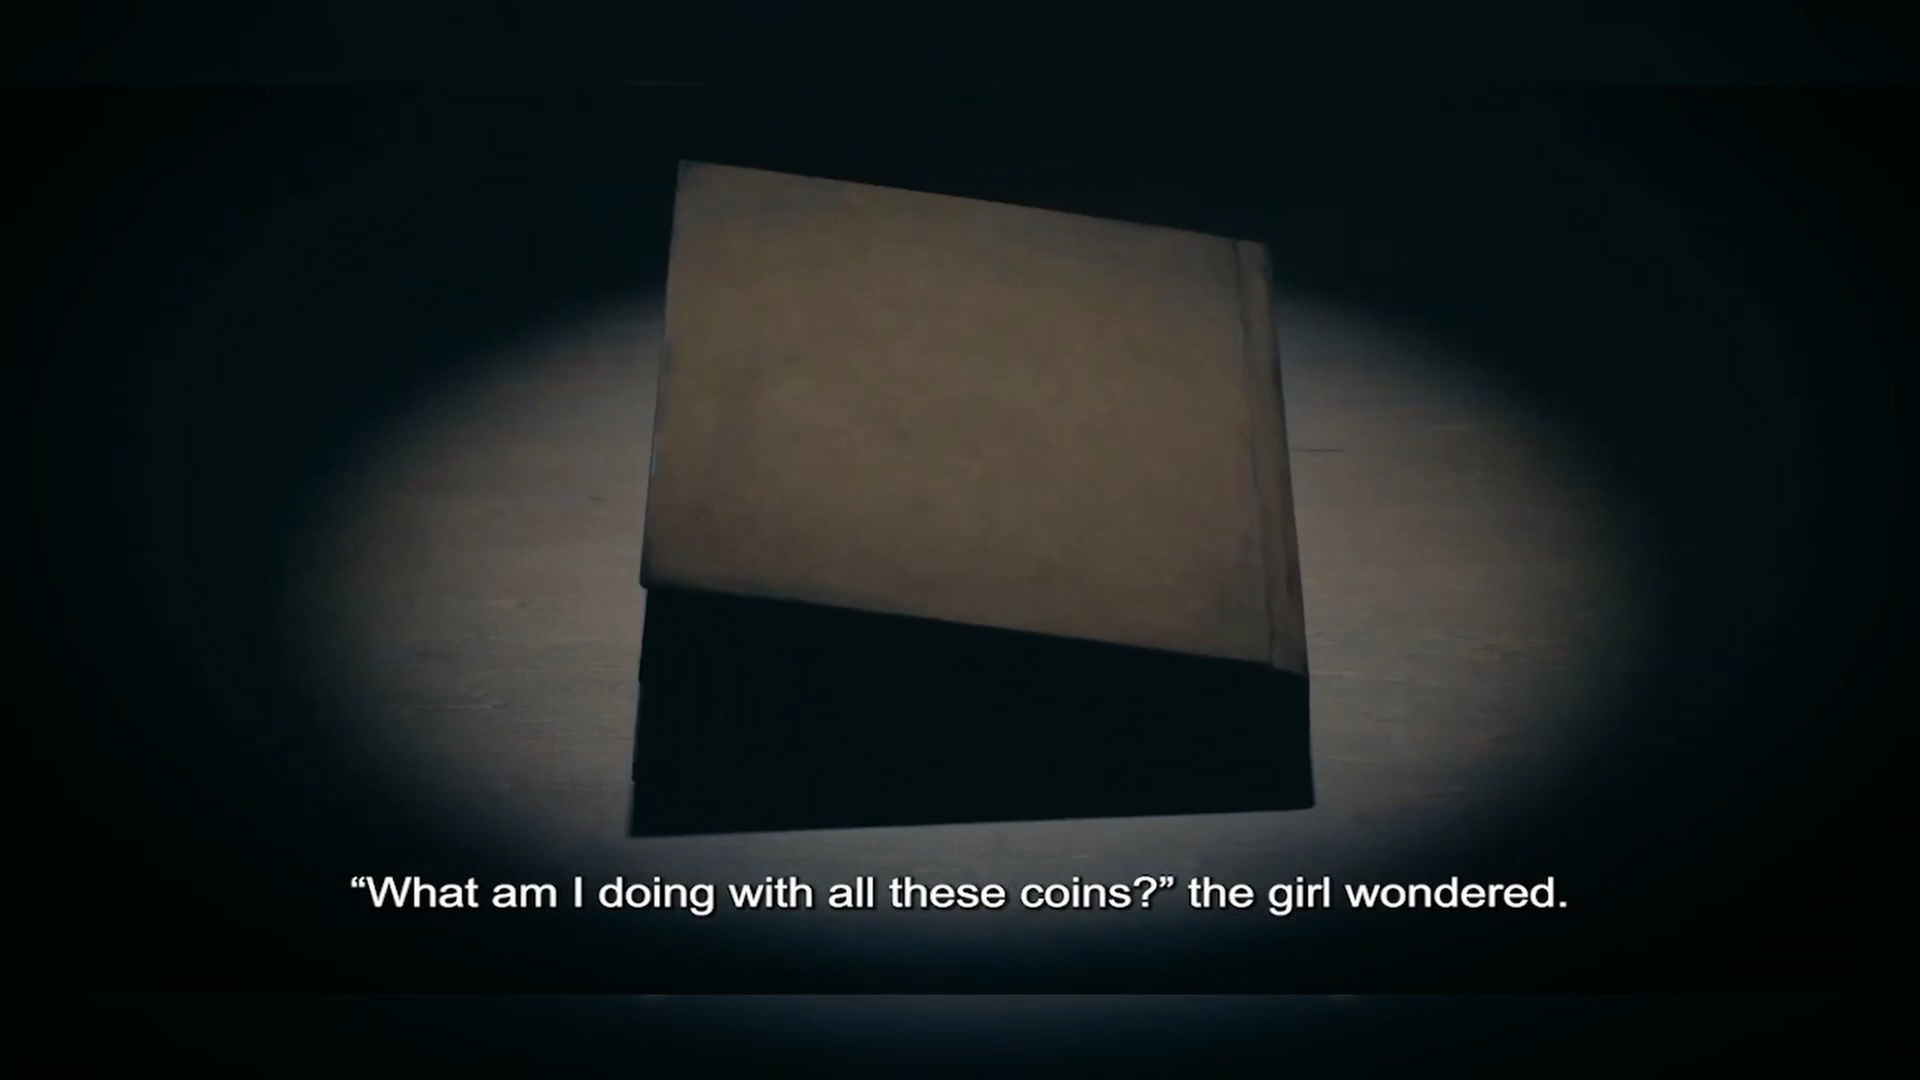 “What am I doing with all these coins?” the girl wondered.